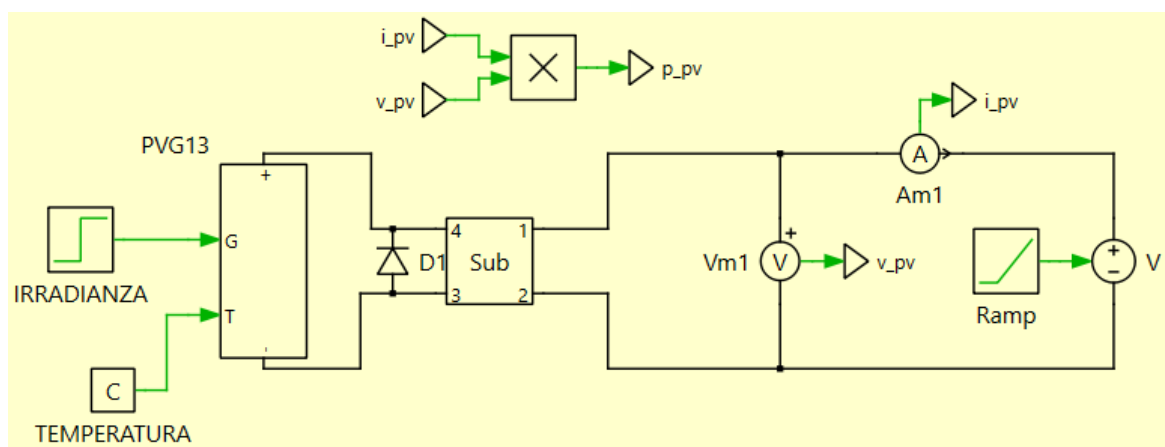 i_pv
v_pv
p_pv
i_pv
PVG13
+
A
Am1
G
IRRADIANZA
D1
4
1
Sub
3
2
+
Vm1
V
v_pv
Ramp
+
−
V
T
-
C
TEMPERATURA